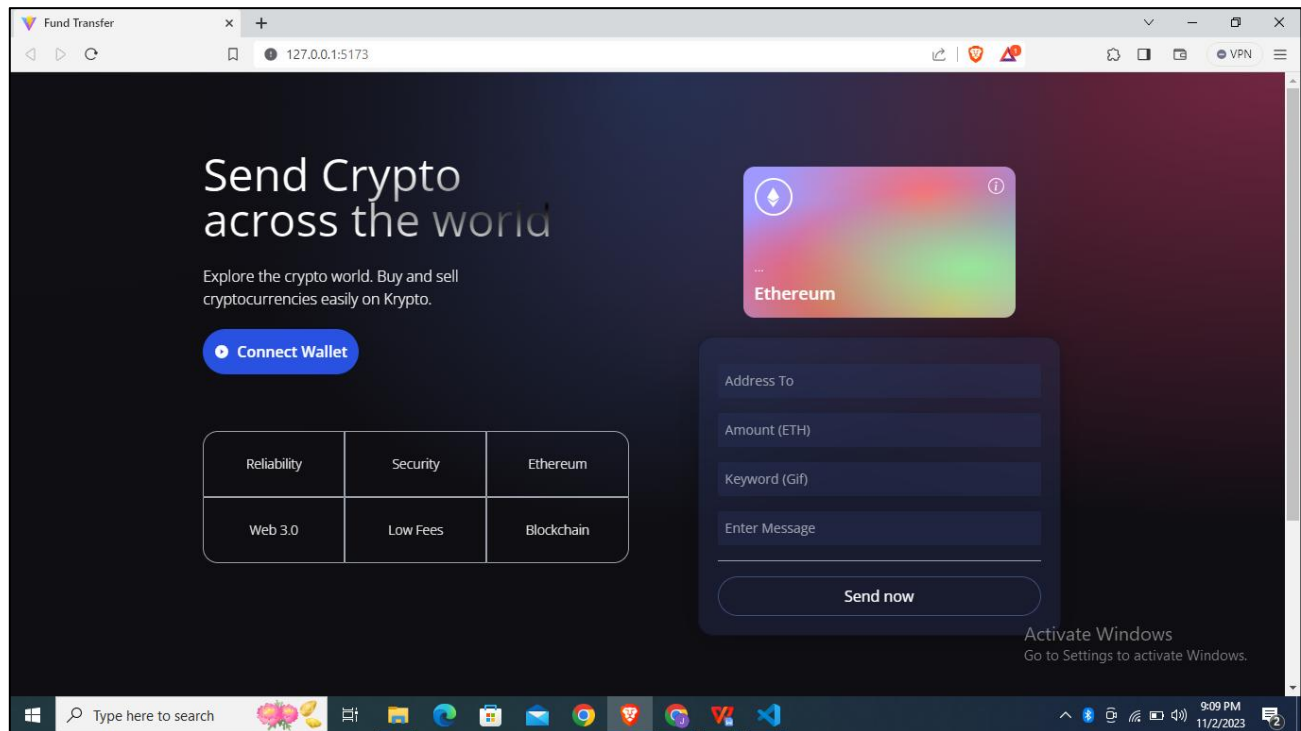 Fund Transfer
127.0.0.1:5173
VPN
Send Crypto
across the world
Explore the crypto world. Buy and sell
cryptocurrencies easily on Krypto.
Connect Wallet
Reliability Security Ethereum
Web 3.0 Low Fees Blockchain
...
Ethereum
Address To
Amount (ETH)
Keyword (Gif)
Enter Message
Send now
Activate Windows
Go to Settings to activate Windows.
Type here to search
9:09 PM
11/2/2023
2